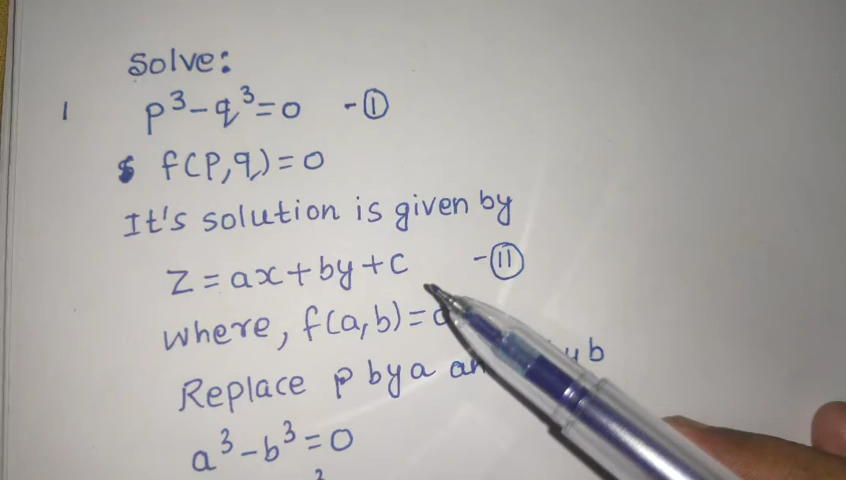 Solve:
1 p³-q³=0 -①
f(p,q)=0
It's solution is given by
z=ax+by+c -⑪
where, f(a,b)=
Replace p by a b
a³-b³=0